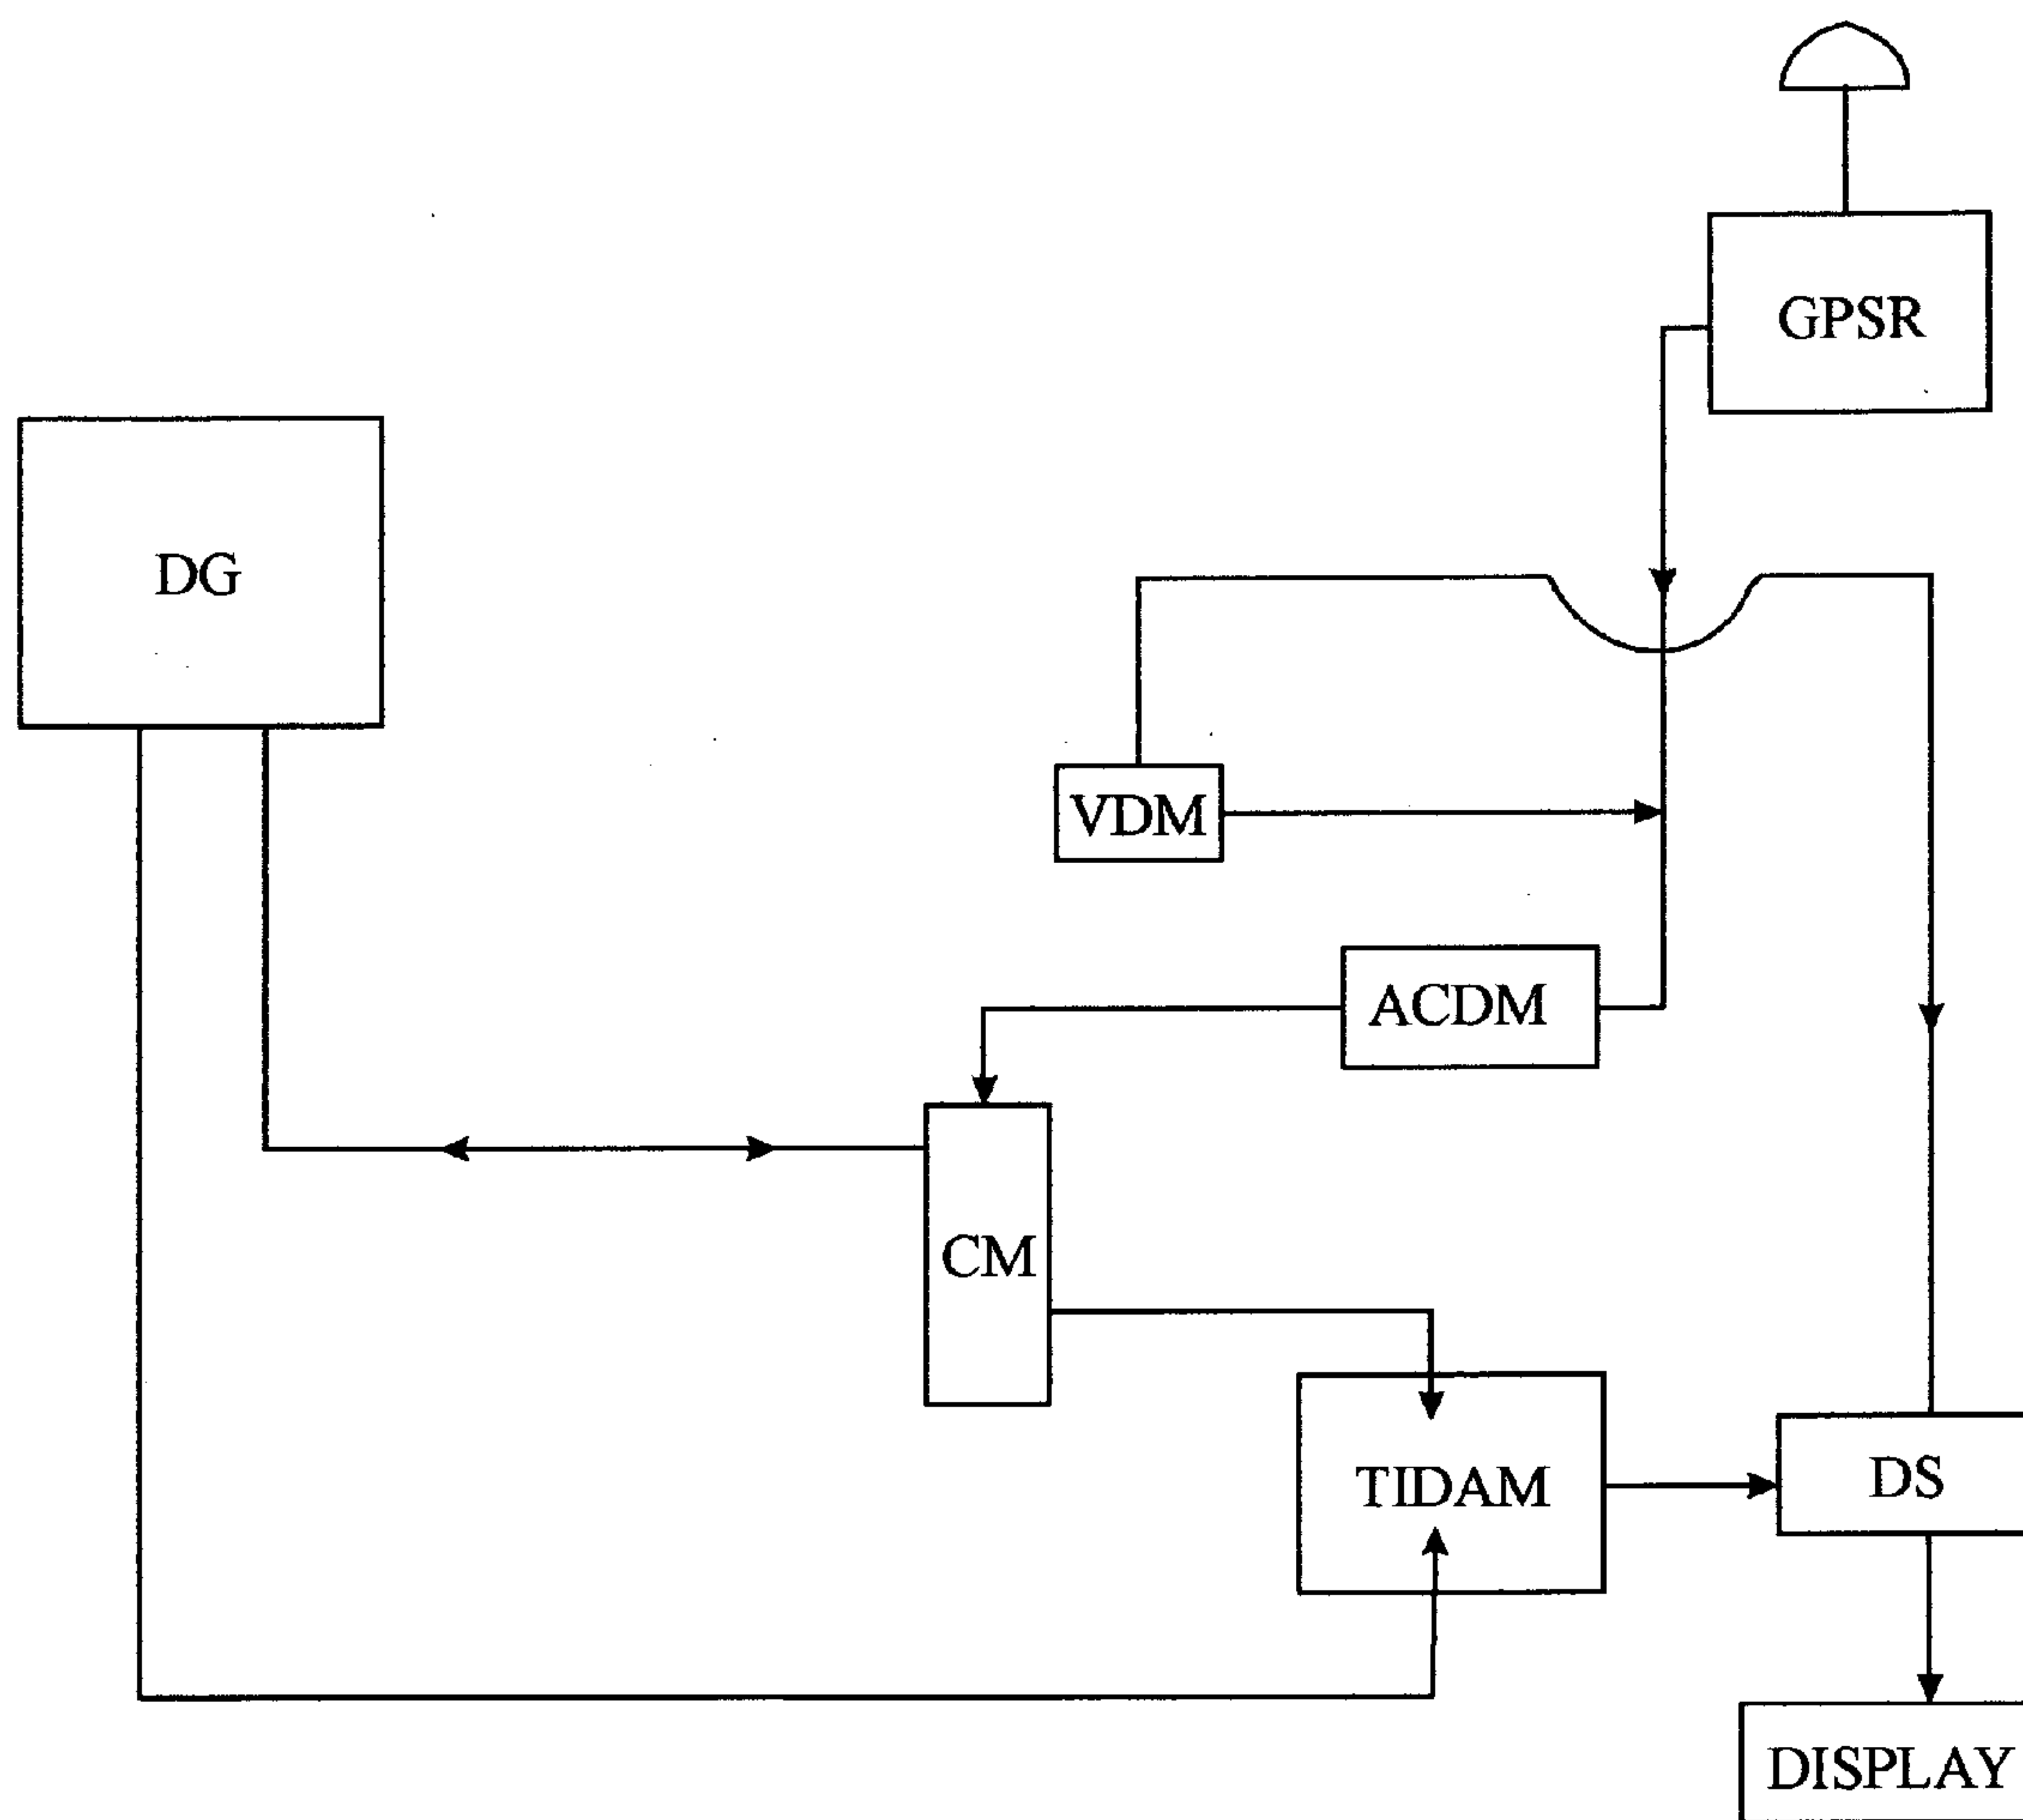 GPSR
DG
VDM
ACDM
CM
TIDAM
DS
DISPLAY